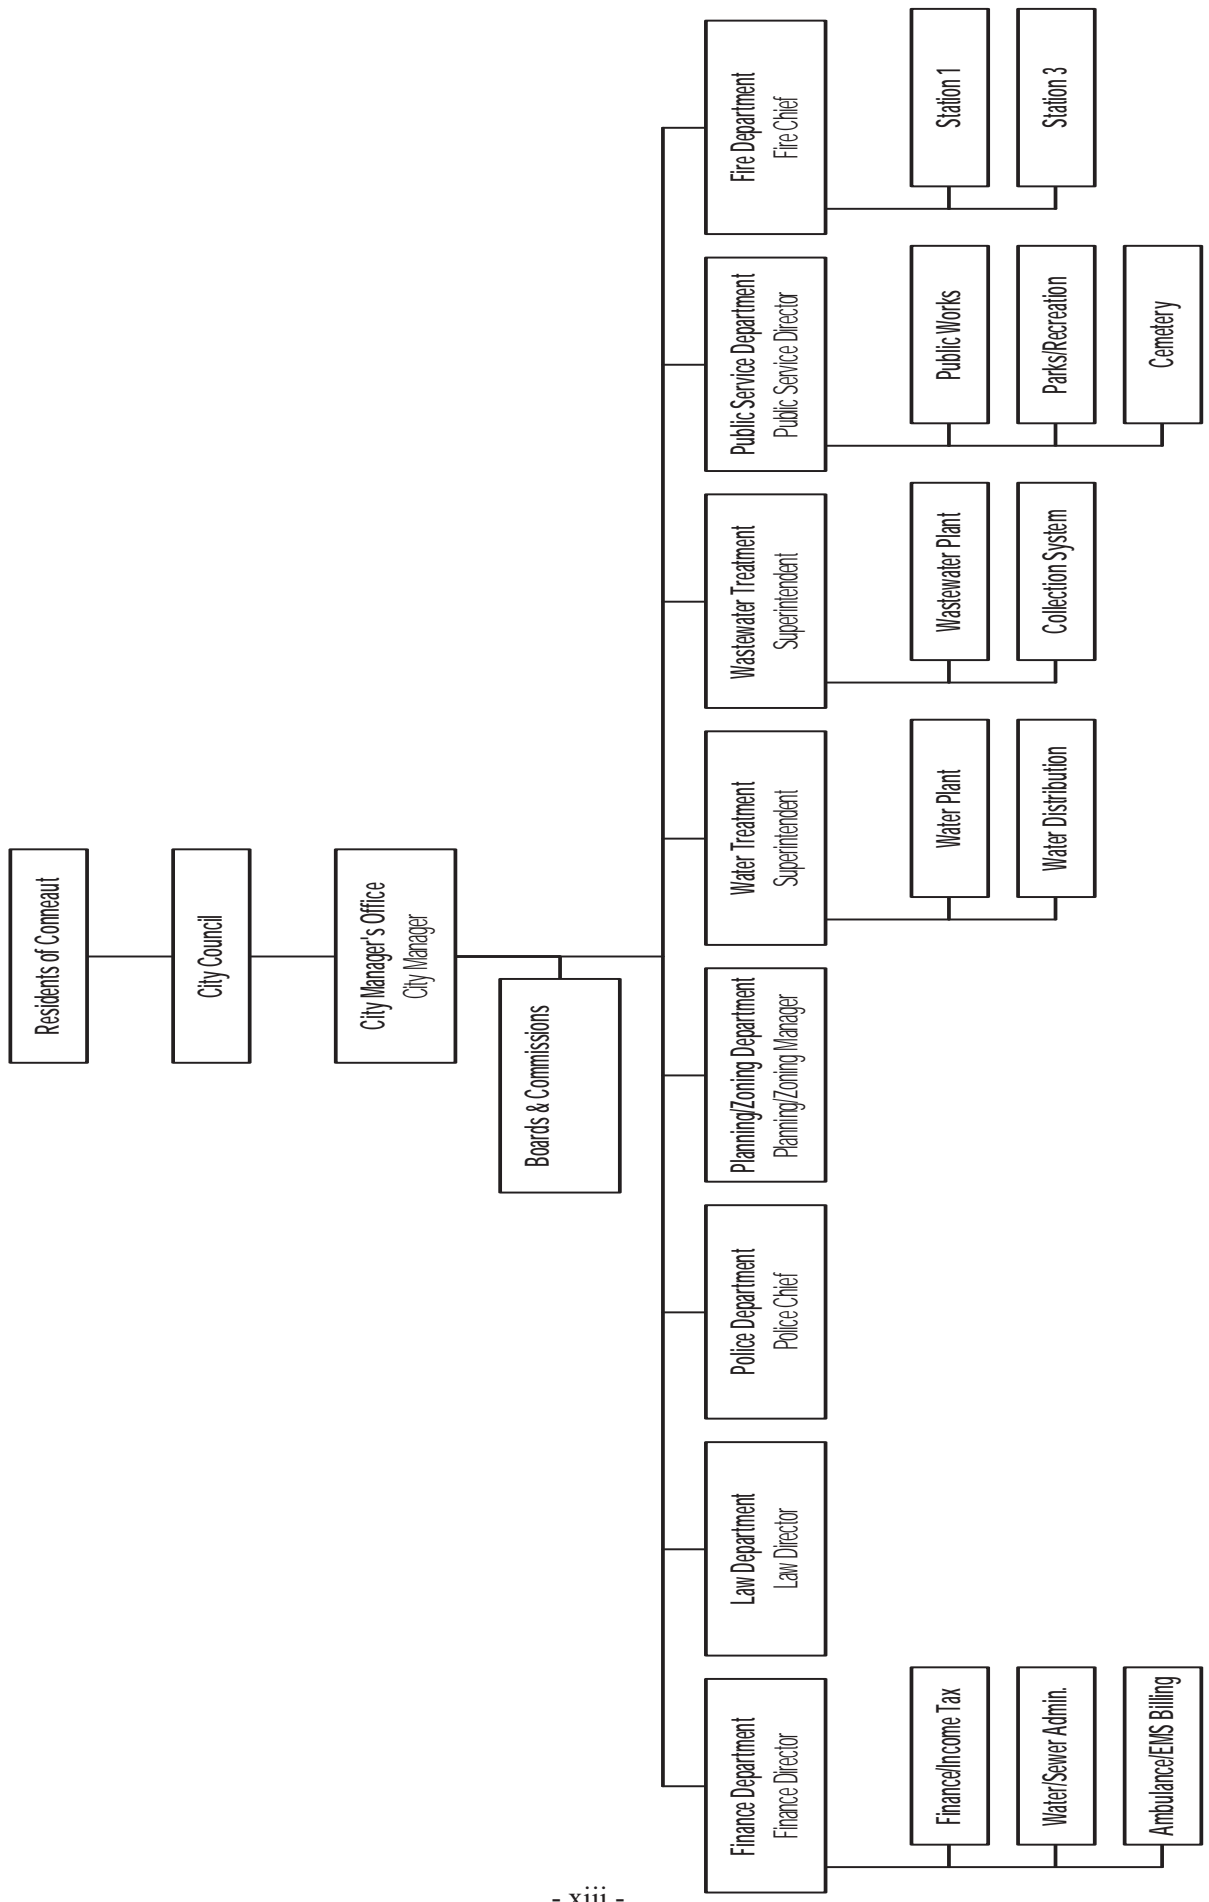 Residents of Conneaut
City Council
City Manager's Office
City Manager
Boards & Commissions
Finance Department
Finance Director
Law Department
Law Director
Police Department
Police Chief
Planning/Zoning Department
Planning/Zoning Manager
Water Treatment
Superintendent
Wastewater Treatment
Superintendent
Public Service Department
Public Service Director
Fire Department
Fire Chief
Finance/Income Tax
Water/Sewer Admin.
Ambulance/EMS Billing
Water Plant
Water Distribution
Wastewater Plant
Collection System
Public Works
Parks/Recreation
Cemetery
Station 1
Station 3
- xiii -